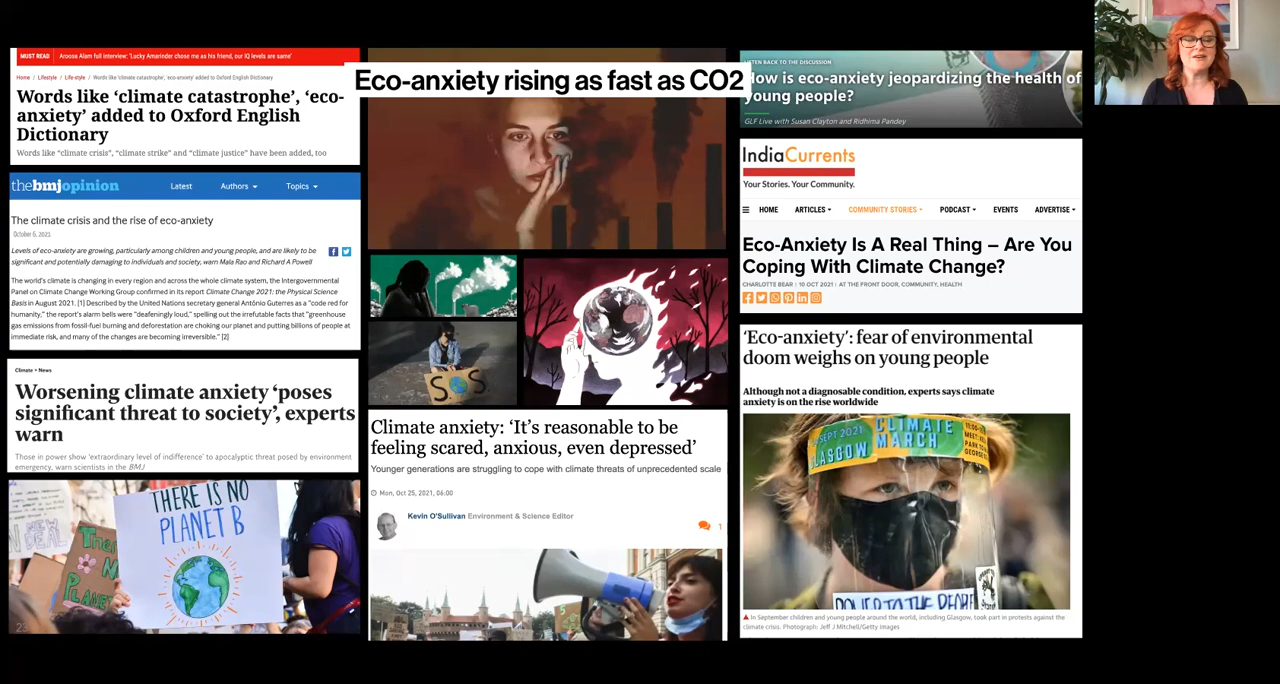 MUST READ Aroosa Alam full interview: 'Lucky Amarinder chose me as his friend, our IQ levels are same'
Home / Lifestyle / Life-style / Words like 'climate catastrophe', 'eco-anxiety' added to Oxford English Dictionary
Words like 'climate catastrophe', 'eco-
anxiety' added to Oxford English
Dictionary
Words like "climate crisis", "climate strike" and "climate justice" have been added, too
thebmjopinion Latest Authors Topics
The climate crisis and the rise of eco-anxiety
October 6, 2021
Levels of eco-anxiety are growing, particularly among children and young people, and are likely to be
significant and potentially damaging to individuals and society, warn Mala Rao and Richard A Powell
The world's climate is changing in every region and across the whole climate system, the Intergovernmental
Panel on Climate Change Working Group confirmed in its report Climate Change 2021: the Physical Science
Basis in August 2021. [1] Described by the United Nations secretary general António Guterres as a "code red for
humanity," the report's alarm bells were "deafeningly loud," spelling out the irrefutable facts that "greenhouse
gas emissions from fossil-fuel burning and deforestation are choking our planet and putting billions of people at
immediate risk, and many of the changes are becoming irreversible." [2]
Climate • News
Worsening climate anxiety 'poses
significant threat to society', experts
warn
Those in power show 'extraordinary level of indifference' to apocalyptic threat posed by environment
emergency, warn scientists in the BMJ
THERE IS NO
PLANET B
PLANET
23
Eco-anxiety rising as fast as CO2
S.O.S.
Climate anxiety: 'It's reasonable to be
feeling scared, anxious, even depressed'
Younger generations are struggling to cope with climate threats of unprecedented scale
Mon, Oct 25, 2021, 06:00
Kevin O'Sullivan Environment & Science Editor
1
LISTEN BACK TO THE DISCUSSION
How is eco-anxiety jeopardizing the health of
young people?
GLF Live with Susan Clayton and Ridhima Pandey
IndiaCurrents
Your Stories. Your Community.
HOME ARTICLES COMMUNITY STORIES PODCAST EVENTS ADVERTISE
Eco-Anxiety Is A Real Thing – Are You
Coping With Climate Change?
CHARLOTTE BEAR | 10 OCT 2021 | AT THE FRONT DOOR, COMMUNITY, HEALTH
'Eco-anxiety': fear of environmental
doom weighs on young people
Although not a diagnosable condition, experts says climate
anxiety is on the rise worldwide
SEPT 2021
GLASGOW
CLIMATE
MARCH
POWER TO THE PEOPLE
In September children and young people around the world, including Glasgow, took part in protests against the
climate crisis. Photograph: Jeff J Mitchell/Getty Images